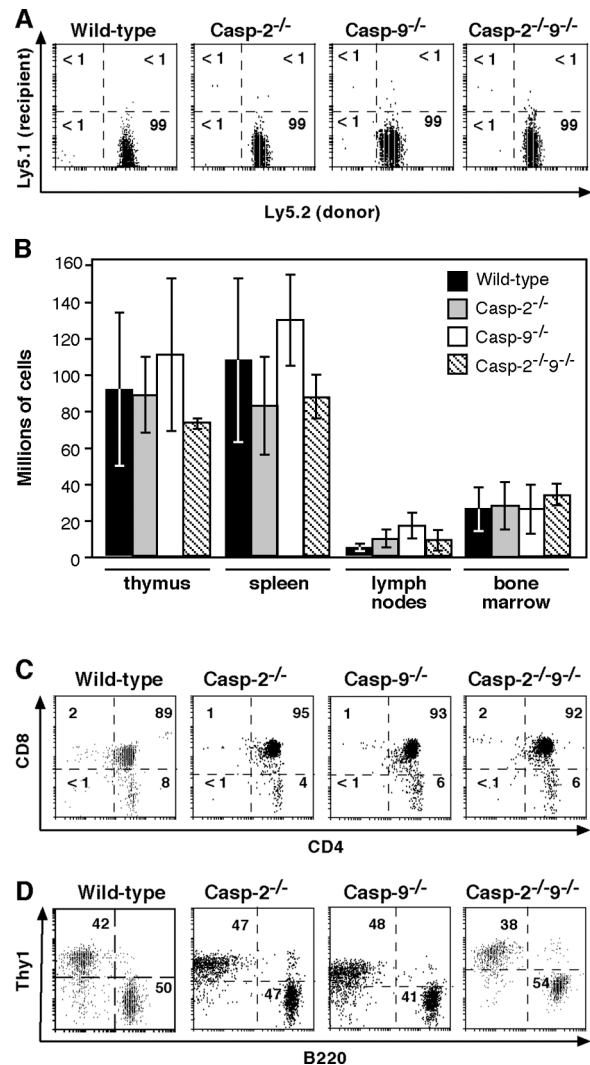 A
Wild-type Casp-2-/- Casp-9-/- Casp-2-/-9-/-
Ly5.1 (recipient)
< 1 < 1 < 1 < 1 < 1 < 1 < 1 < 1
< 1 99 < 1 99 < 1 99 < 1 99
Ly5.2 (donor)
B
Millions of cells
160
140
120
100
80
60
40
20
0
Wild-type
Casp-2-/-
Casp-9-/-
Casp-2-/-9-/-
thymus spleen lymph bone
nodes marrow
C
Wild-type Casp-2-/- Casp-9-/- Casp-2-/-9-/-
CD8
2 89 1 95 1 93 2 92
< 1 8 < 1 4 < 1 6 < 1 6
CD4
D
Wild-type Casp-2-/- Casp-9-/- Casp-2-/-9-/-
Thy1
42 47 48 38
50 47 41 54
B220